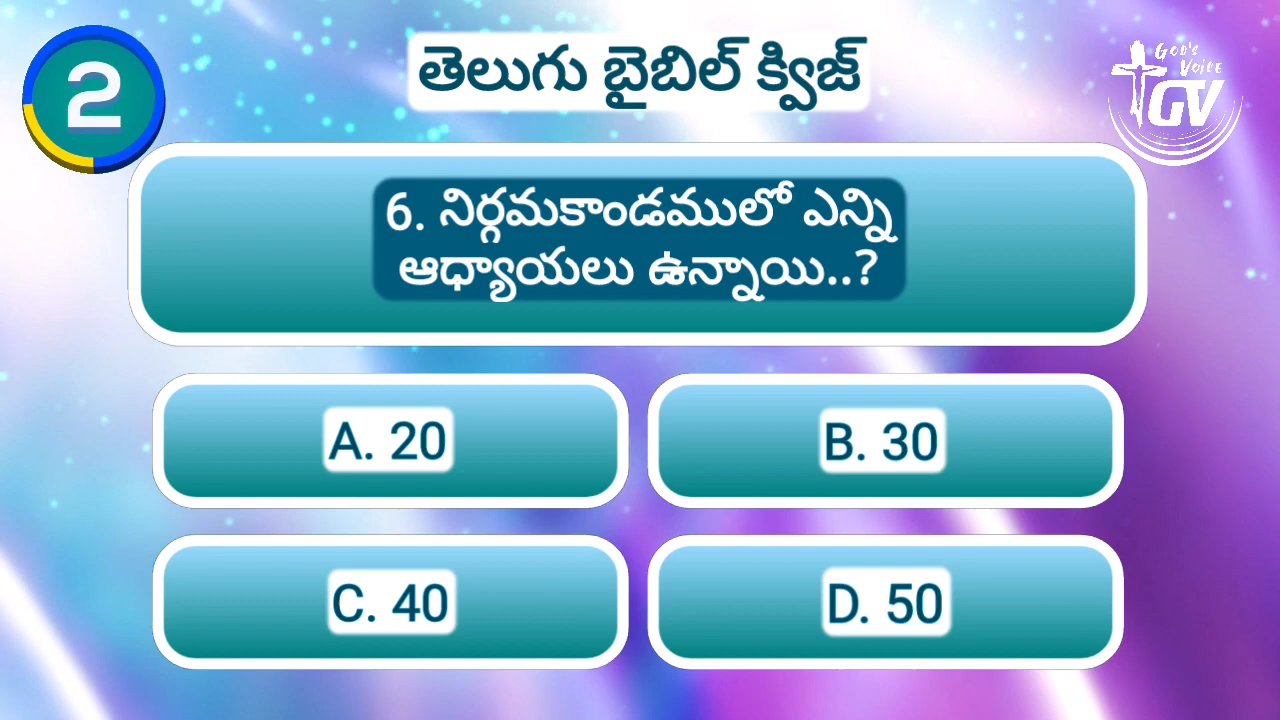 2
తెలుగు బైబిల్ క్విజ్
GOD'S
VOICE
GV
6. నిర్గమకాండములో ఎన్ని
ఆధ్యాయలు ఉన్నాయి..?
A. 20
B. 30
C. 40
D. 50